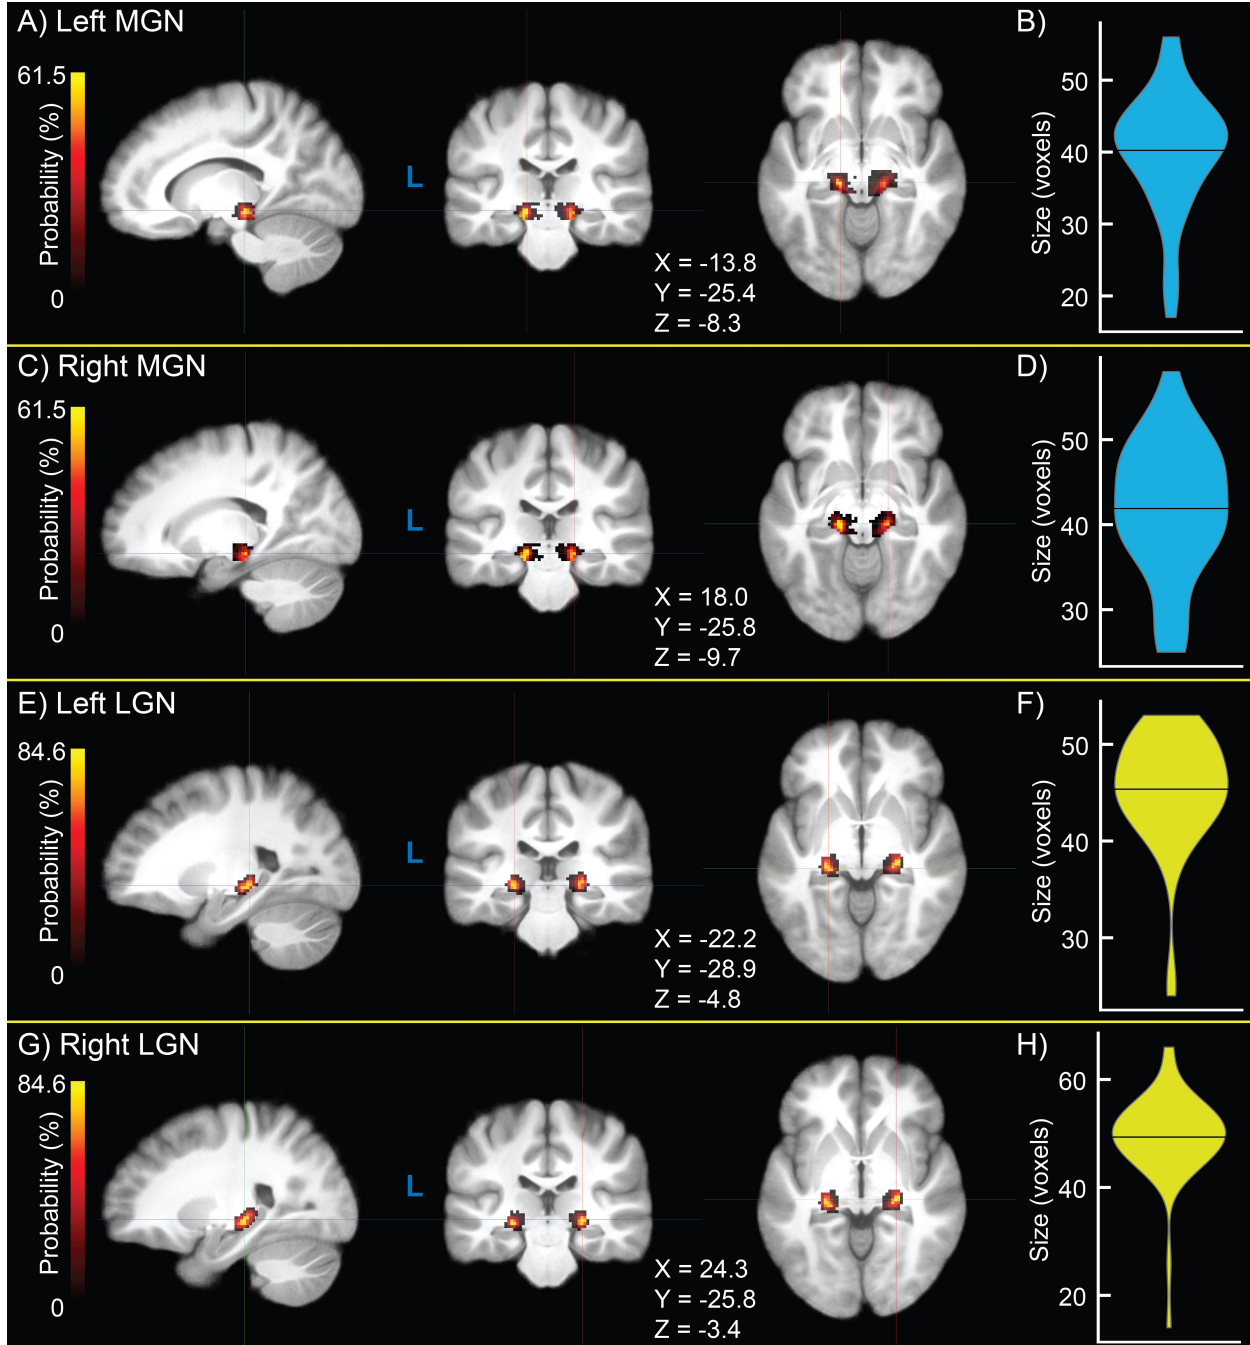 A) Left MGN
61.5
Probability (%)
0
L
X = -13.8
Y = -25.4
Z = -8.3
B)
Size (voxels)
50
40
30
20
C) Right MGN
61.5
Probability (%)
0
L
X = 18.0
Y = -25.8
Z = -9.7
D)
Size (voxels)
50
40
30
E) Left LGN
84.6
Probability (%)
0
L
X = -22.2
Y = -28.9
Z = -4.8
F)
Size (voxels)
50
40
30
G) Right LGN
84.6
Probability (%)
0
L
X = 24.3
Y = -25.8
Z = -3.4
H)
Size (voxels)
60
40
20